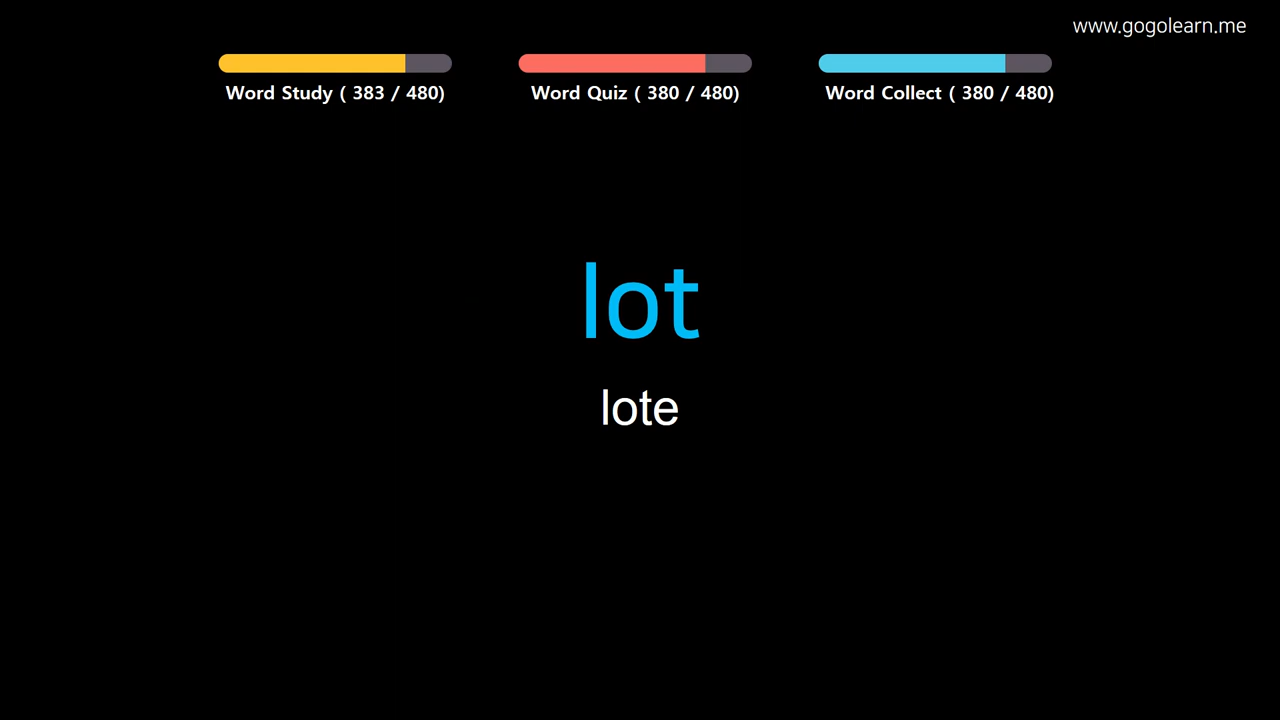 www.gogolearn.me
Word Study ( 383 / 480)
Word Quiz ( 380 / 480)
Word Collect ( 380 / 480)
lot
lote